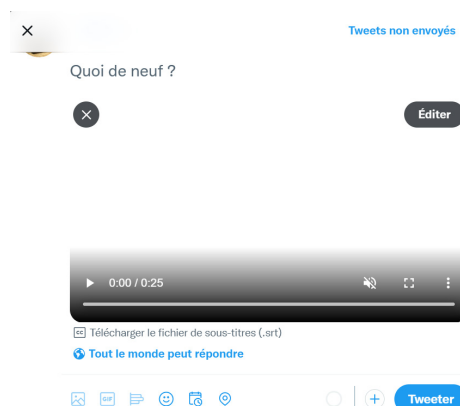 Tweets non envoyés
Quoi de neuf ?
Éditer
0:00 / 0:25
cc Télécharger le fichier de sous-titres (.srt)
Tout le monde peut répondre
GIF
Tweeter